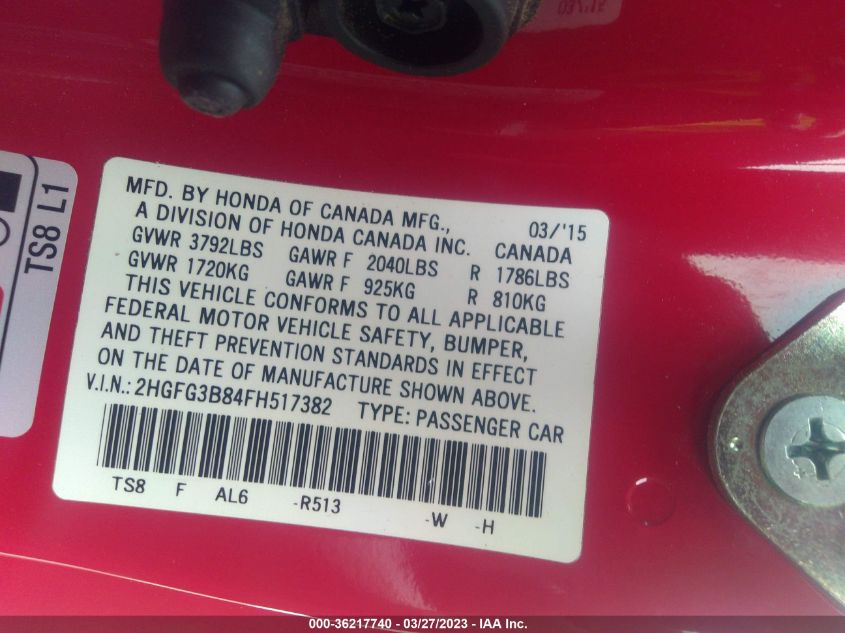 03/'15
TS8 L1
MFD. BY HONDA OF CANADA MFG., 03/'15
A DIVISION OF HONDA CANADA INC. CANADA
GVWR 3792LBS GAWR F 2040LBS R 1786LBS
GVWR 1720KG GAWR F 925KG R 810KG
THIS VEHICLE CONFORMS TO ALL APPLICABLE
FEDERAL MOTOR VEHICLE SAFETY, BUMPER,
AND THEFT PREVENTION STANDARDS IN EFFECT
ON THE DATE OF MANUFACTURE SHOWN ABOVE.
V.I.N.: 2HGFG3B84FH517382 TYPE: PASSENGER CAR
TS8 F AL6 -R513 -W -H
000-36217740 - 03/27/2023 - IAA Inc.